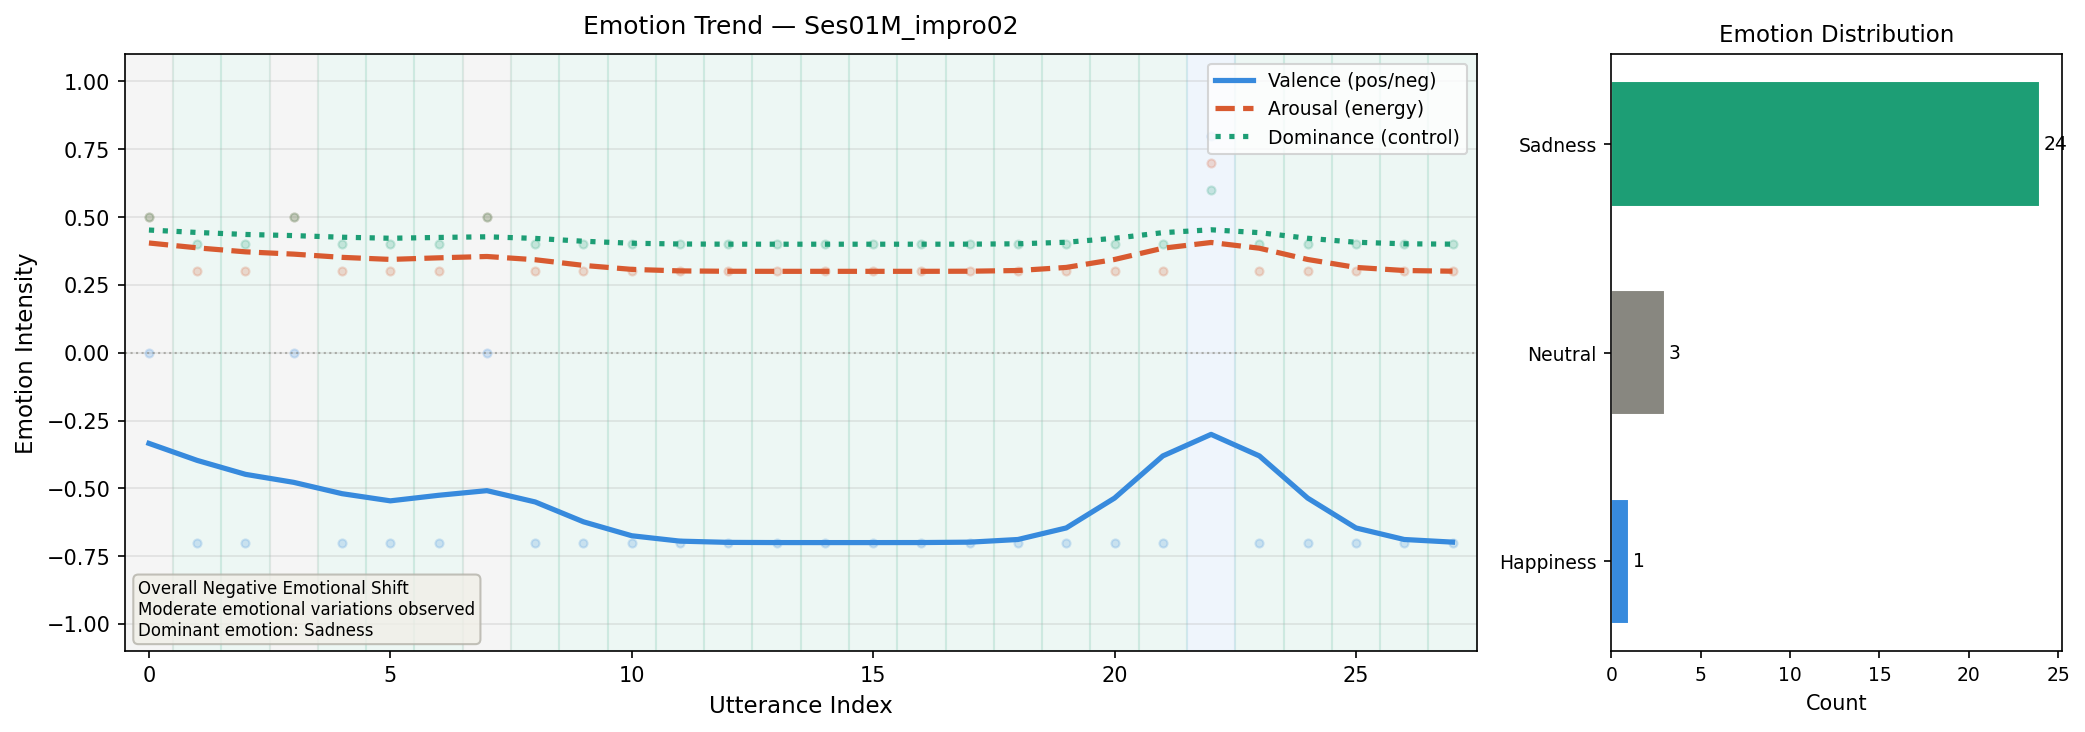 Emotion Trend — Ses01M_impro02
Emotion Intensity
1.00
0.75
0.50
0.25
0.00
−0.25
−0.50
−0.75
−1.00
Valence (pos/neg)
Arousal (energy)
Dominance (control)
Overall Negative Emotional Shift
Moderate emotional variations observed
Dominant emotion: Sadness
0 5 10 15 20 25
Utterance Index
Emotion Distribution
Sadness 24
Neutral 3
Happiness 1
0 5 10 15 20 25
Count